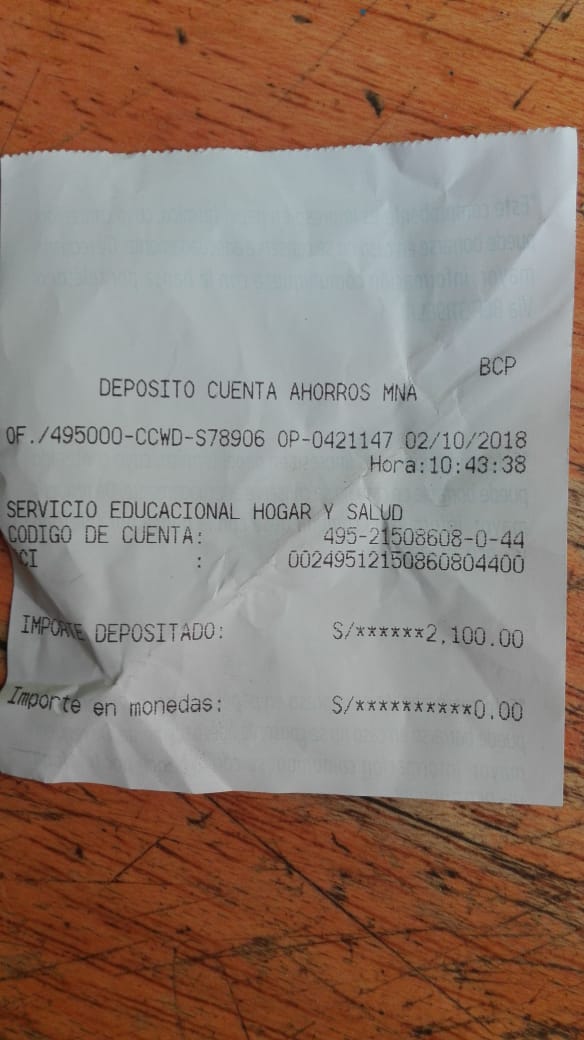 BCP
DEPOSITO CUENTA AHORROS MNA
OF./495000-CCWD-S78906 OP-0421147 02/10/2018
Hora:10:43:38
SERVICIO EDUCACIONAL HOGAR Y SALUD
CODIGO DE CUENTA: 495-21508608-0-44
CI : 00249512150860804400
IMPORTE DEPOSITADO: S/******2,100.00
Importe en monedas: S/**********0.00